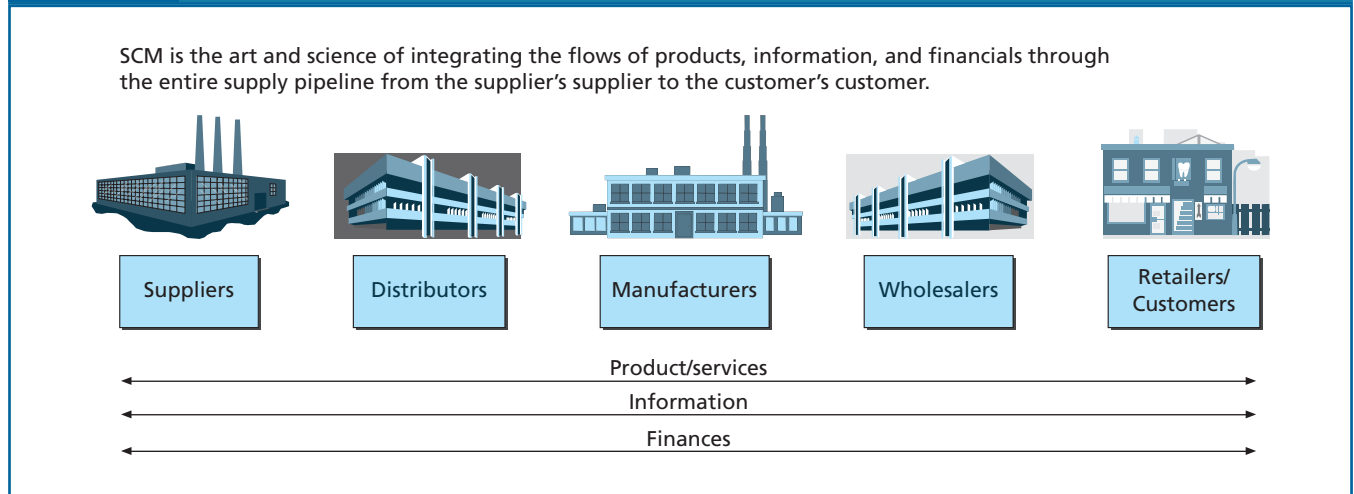 SCM is the art and science of integrating the flows of products, information, and financials through
the entire supply pipeline from the supplier’s supplier to the customer’s customer.
Suppliers
Distributors
Manufacturers
Wholesalers
Retailers/
Customers
Product/services
Information
Finances